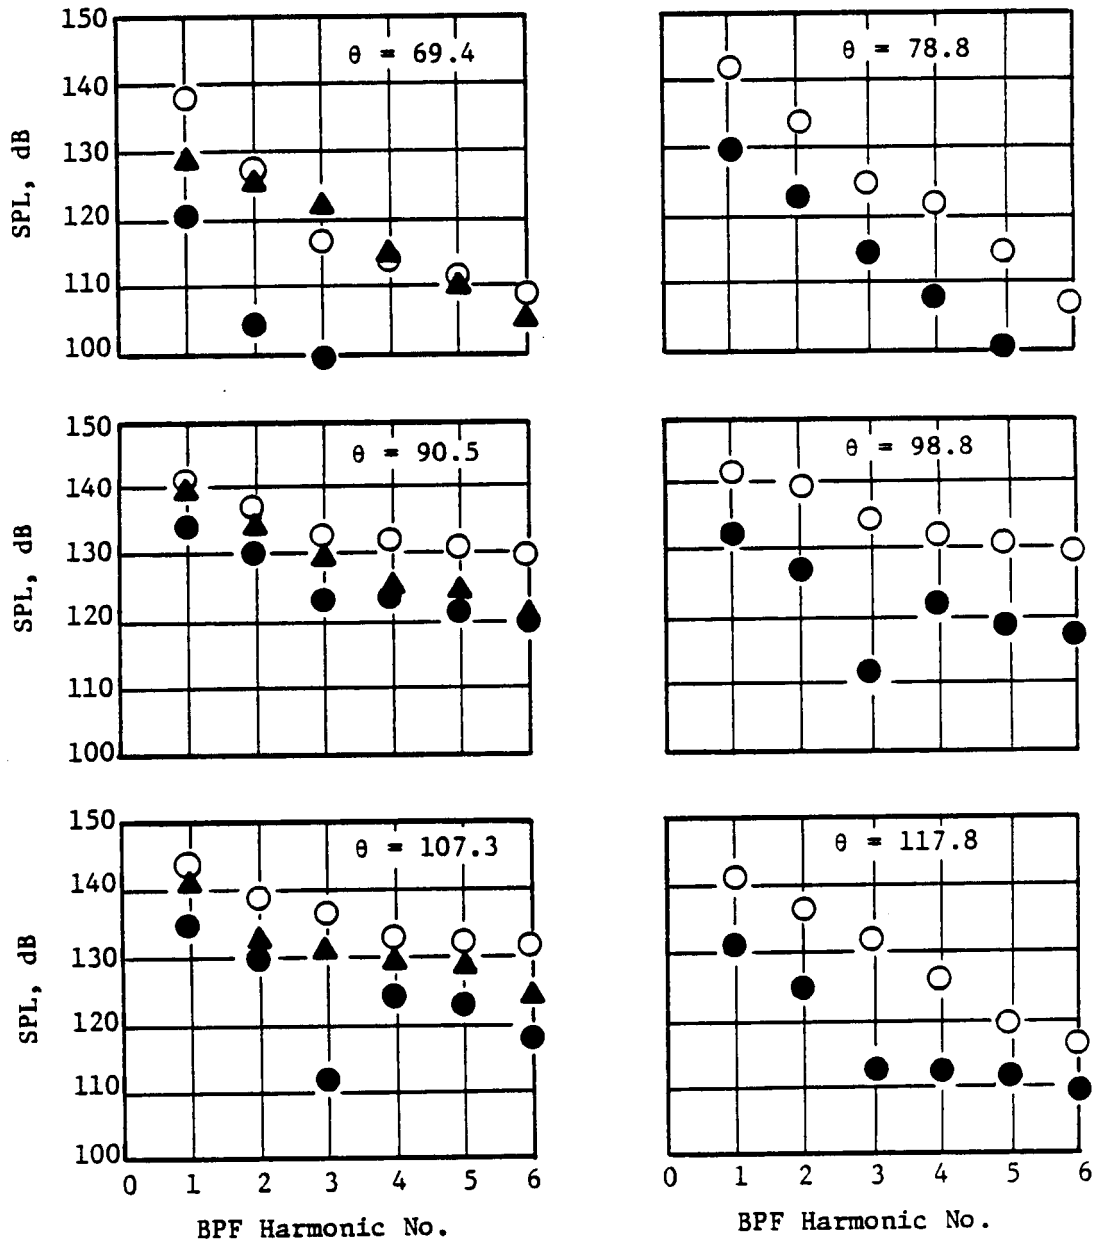 150
140
130
120
110
100
SPL, dB
θ = 69.4
θ = 78.8
150
140
130
120
110
100
SPL, dB
θ = 90.5
θ = 98.8
150
140
130
120
110
100
SPL, dB
θ = 107.3
θ = 117.8
0 1 2 3 4 5 6
0 1 2 3 4 5 6
BPF Harmonic No.
BPF Harmonic No.